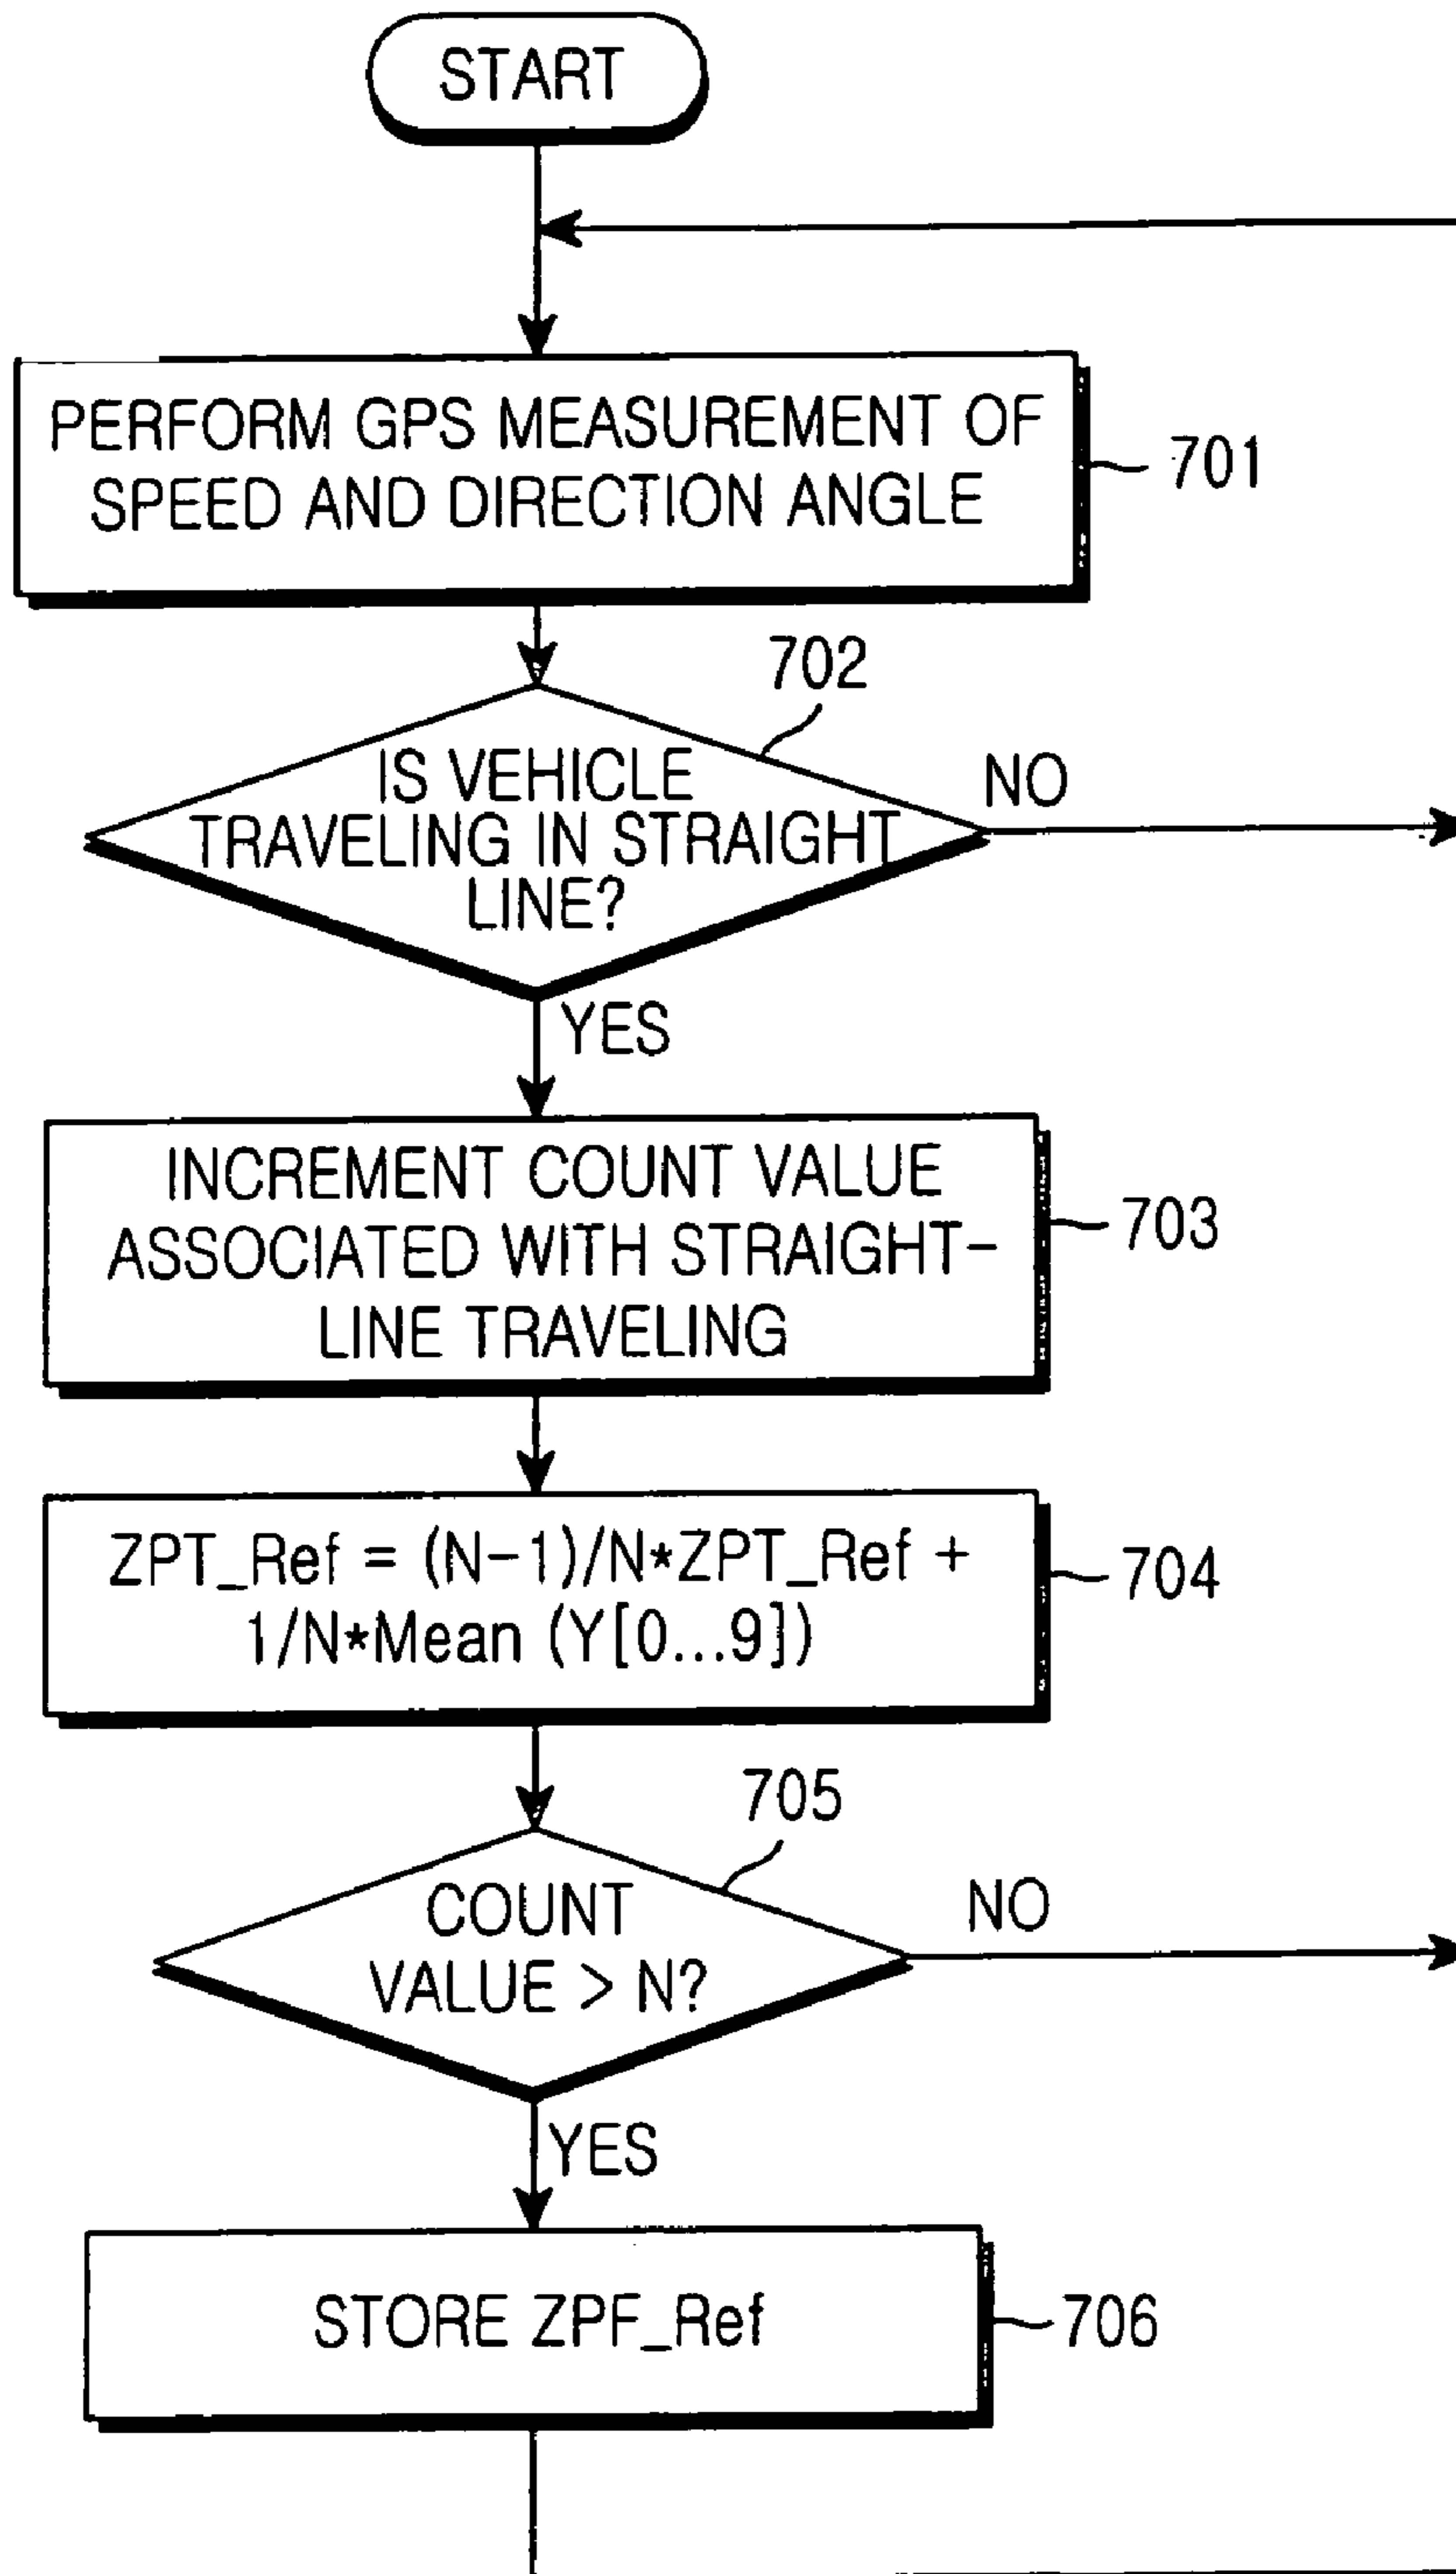 START
PERFORM GPS MEASUREMENT OF
SPEED AND DIRECTION ANGLE
701
702
IS VEHICLE
TRAVELING IN STRAIGHT
LINE?
NO
YES
INCREMENT COUNT VALUE
ASSOCIATED WITH STRAIGHT-
LINE TRAVELING
703
ZPT_Ref = (N-1)/N*ZPT_Ref +
1/N*Mean (Y[0...9])
704
705
COUNT
VALUE > N?
NO
YES
STORE ZPF_Ref
706